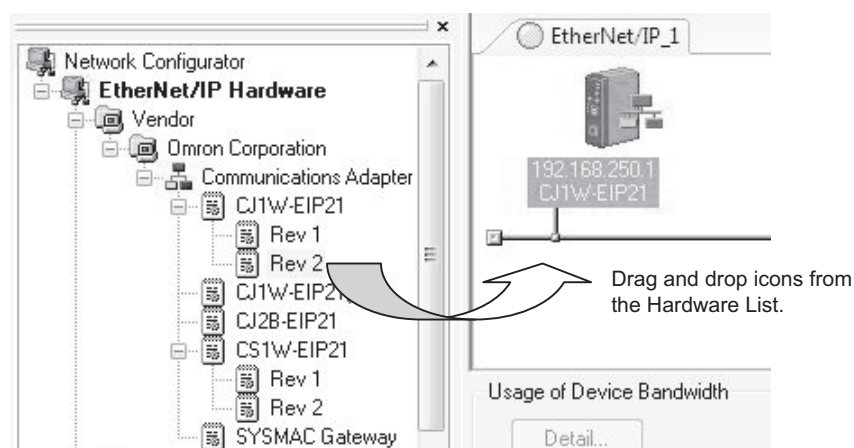 Network Configurator
EtherNet/IP Hardware
Vendor
Omron Corporation
Communications Adapter
CJ1W-EIP21
Rev 1
Rev 2
CJ1W-EIP21
CJ2B-EIP21
CS1W-EIP21
Rev 1
Rev 2
SYSMAC Gateway
EtherNet/IP_1
192.168.250.1
CJ1W-EIP21
Drag and drop icons from
the Hardware List.
Usage of Device Bandwidth
Detail...